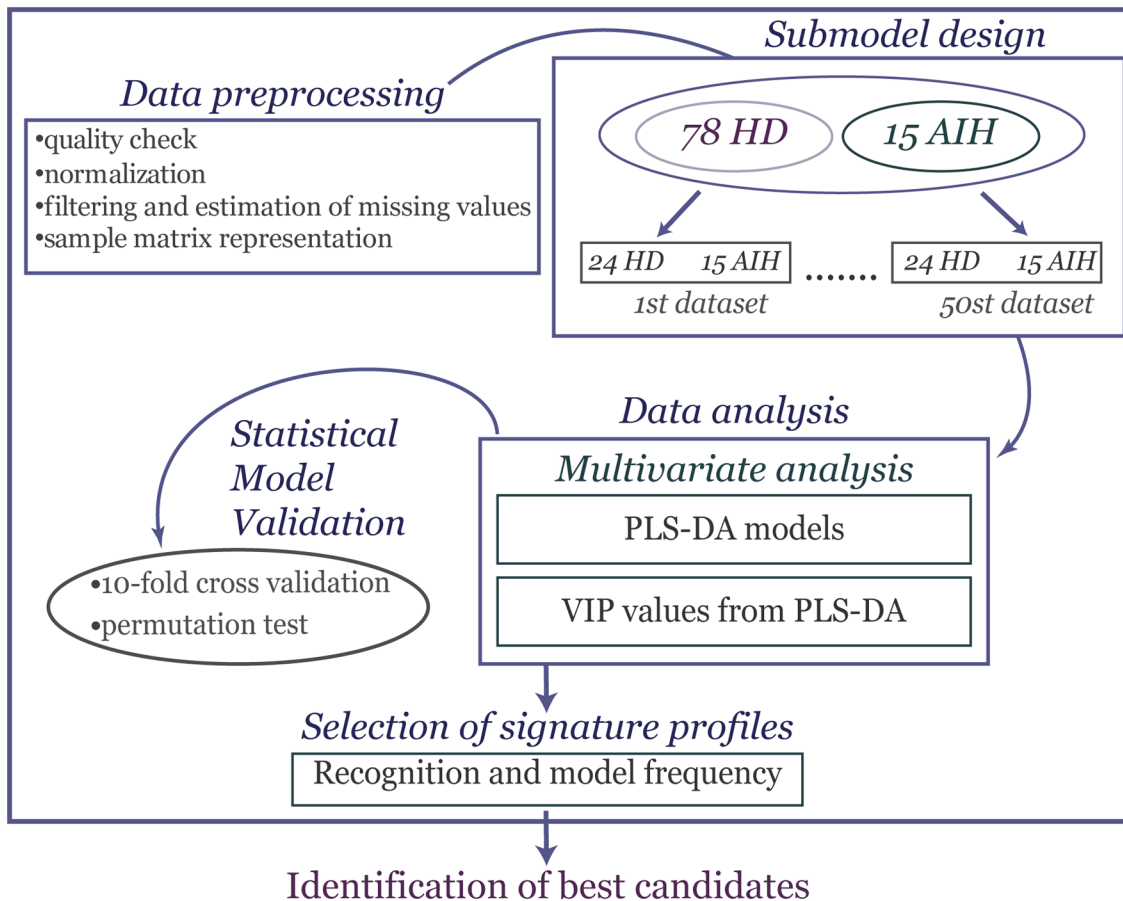 Submodel design
Data preprocessing
•quality check
•normalization
•filtering and estimation of missing values
•sample matrix representation
78 HD
15 AIH
24 HD 15 AIH ....... 24 HD 15 AIH
1st dataset
50st dataset
Data analysis
Multivariate analysis
PLS-DA models
VIP values from PLS-DA
Statistical
Model
Validation
•10-fold cross validation
•permutation test
Selection of signature profiles
Recognition and model frequency
Identification of best candidates